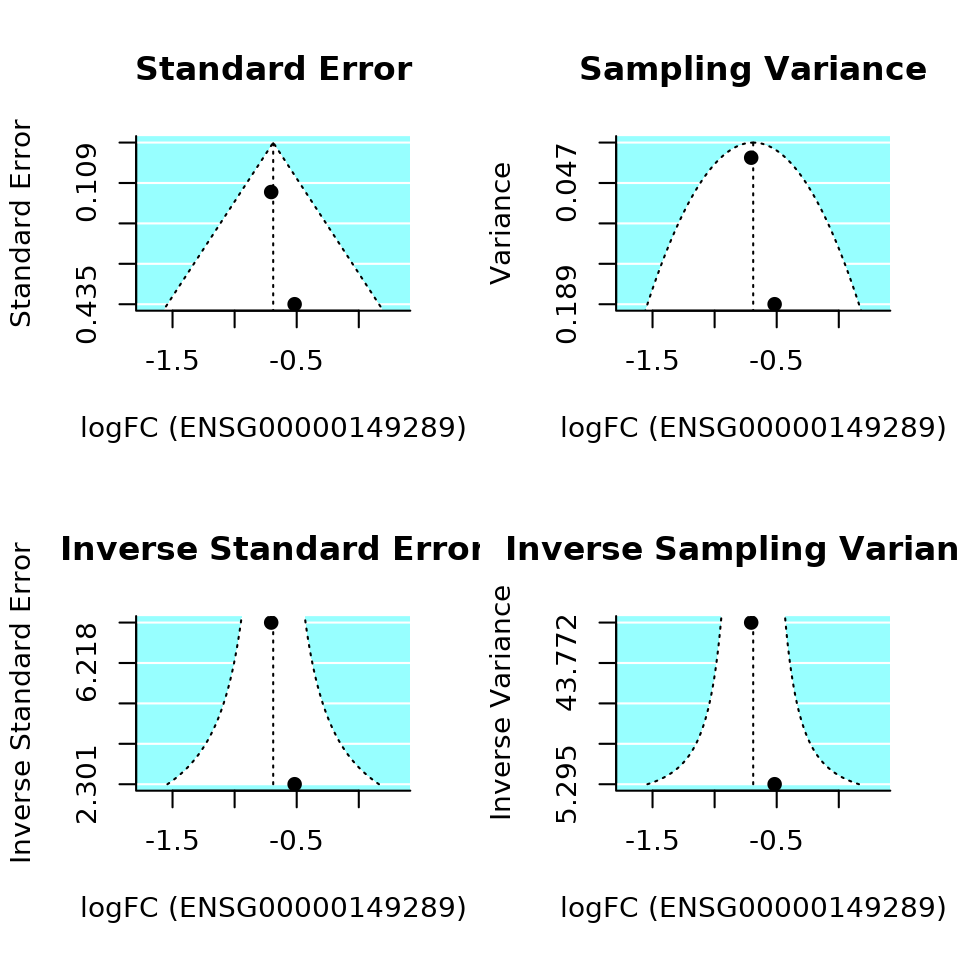 Standard Error
Standard Error
0.109
0.435
-1.5 -0.5
logFC (ENSG00000149289)
Sampling Variance
Variance
0.047
0.189
-1.5 -0.5
logFC (ENSG00000149289)
Inverse Standard Error
Inverse Standard Error
6.218
2.301
-1.5 -0.5
logFC (ENSG00000149289)
Inverse Sampling Varian
Inverse Variance
43.772
5.295
-1.5 -0.5
logFC (ENSG00000149289)